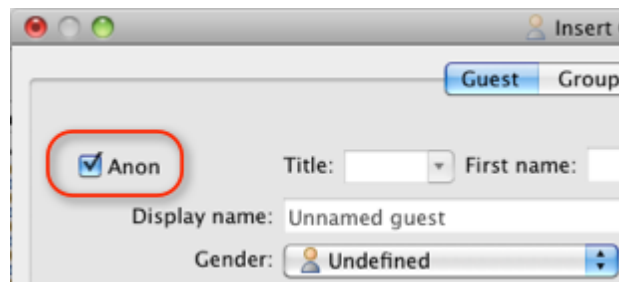 Insert
Guest Group
Anon Title: First name:
Display name: Unnamed guest
Gender: Undefined